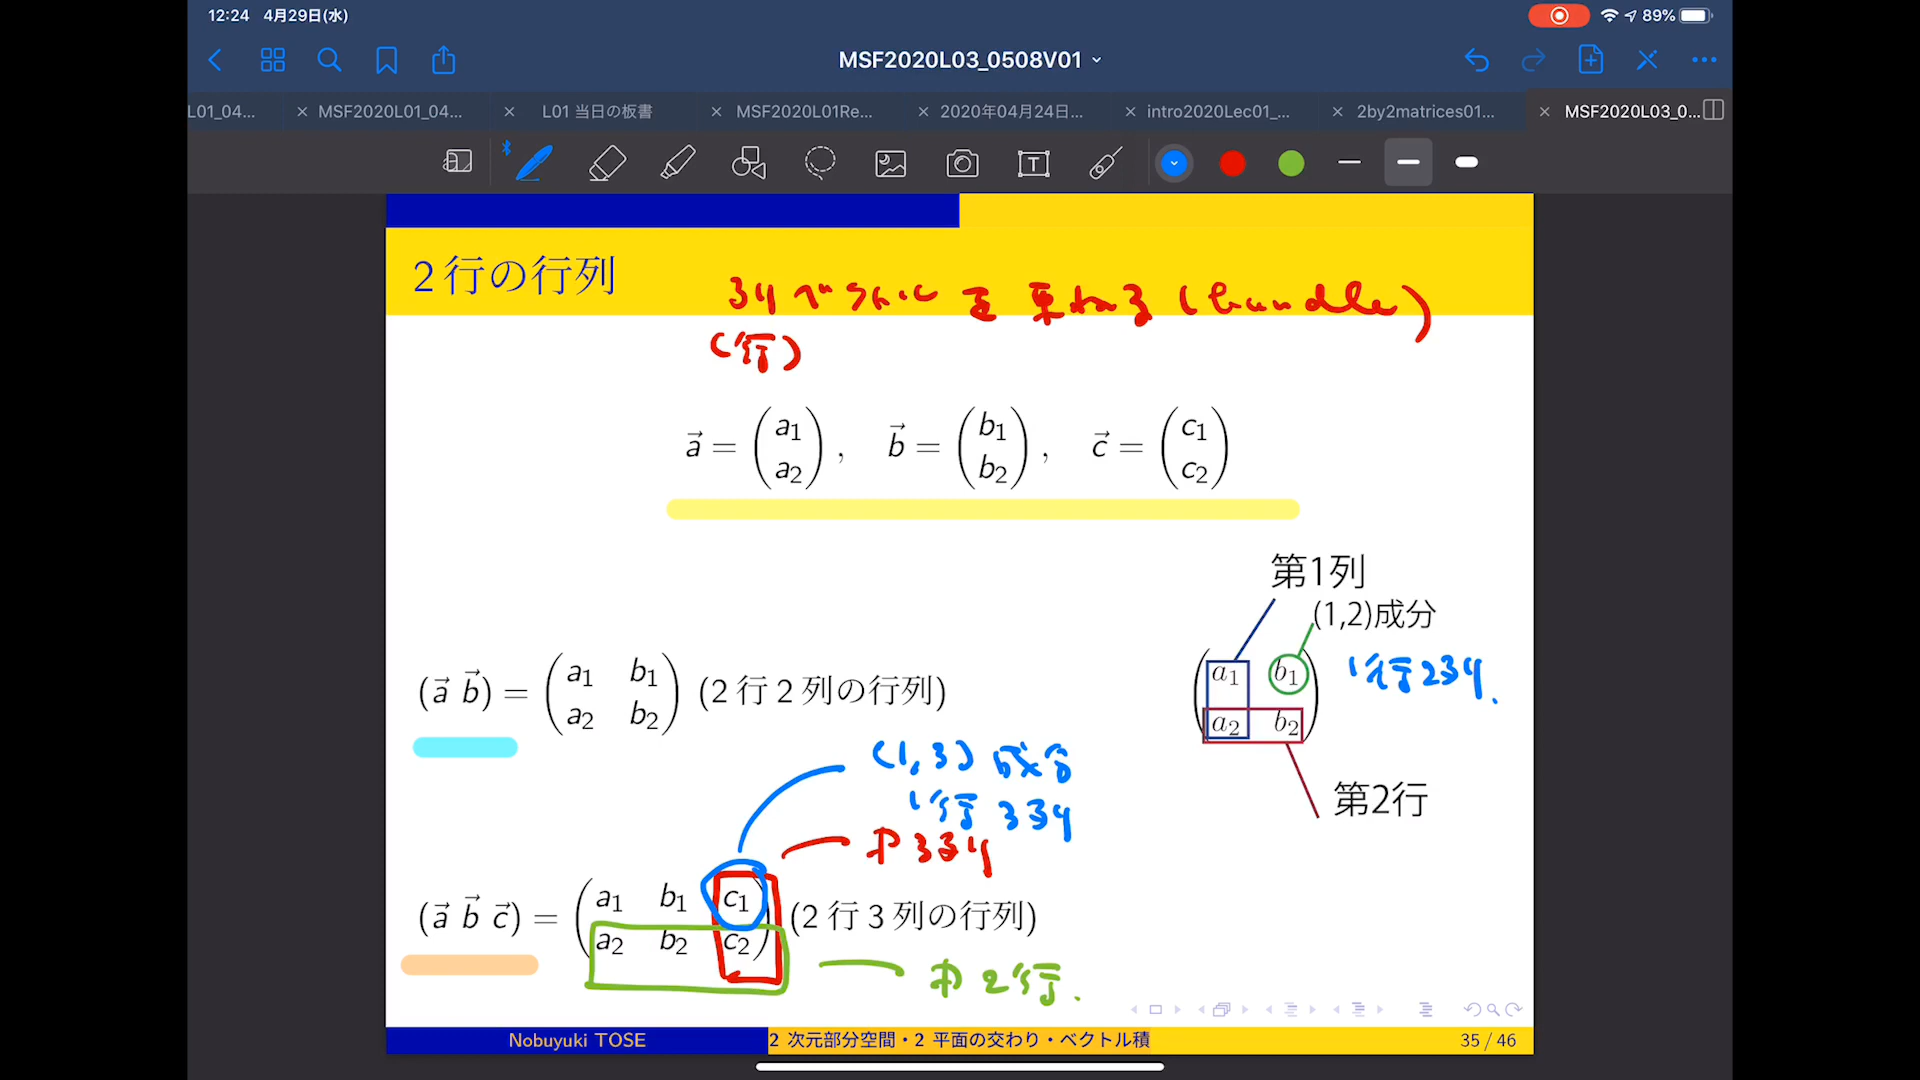 12:24 4月29日(水) 89%
MSF2020L03_0508V01
L01_04... MSF2020L01_04... L01 当日の板書 MSF2020L01Re... 2020年04月24日... intro2020Lec01_... 2by2matrices01... MSF2020L03_0...
2行の行列
列ベクトル を 束ねる (bundle)
(行)
a⃗ = (a₁ a₂), b⃗ = (b₁ b₂), c⃗ = (c₁ c₂)
第1列
(1,2)成分
(a⃗ b⃗) = (a₁ b₁
a₂ b₂) (2行2列の行列)
a₁ b₁
a₂ b₂
1行2列.
第2行
(1,3) 成分
1行 3列
第3列
(a⃗ b⃗ c⃗) = (a₁ b₁ c₁
a₂ b₂ c₂) (2行3列の行列)
第2行.
Nobuyuki TOSE 2次元部分空間・2平面の交わり・ベクトル積 35 / 46